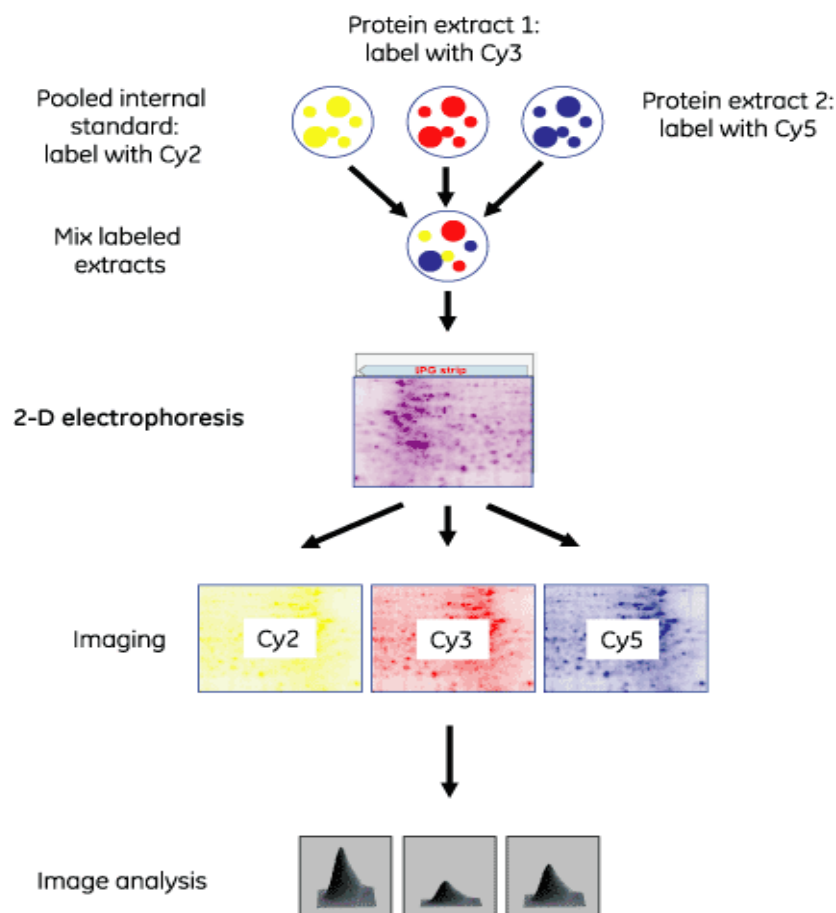 Protein extract 1:
label with Cy3
Pooled internal
standard:
label with Cy2
Protein extract 2:
label with Cy5
Mix labeled
extracts
IPG strip
2-D electrophoresis
Imaging
Cy2
Cy3
Cy5
Image analysis